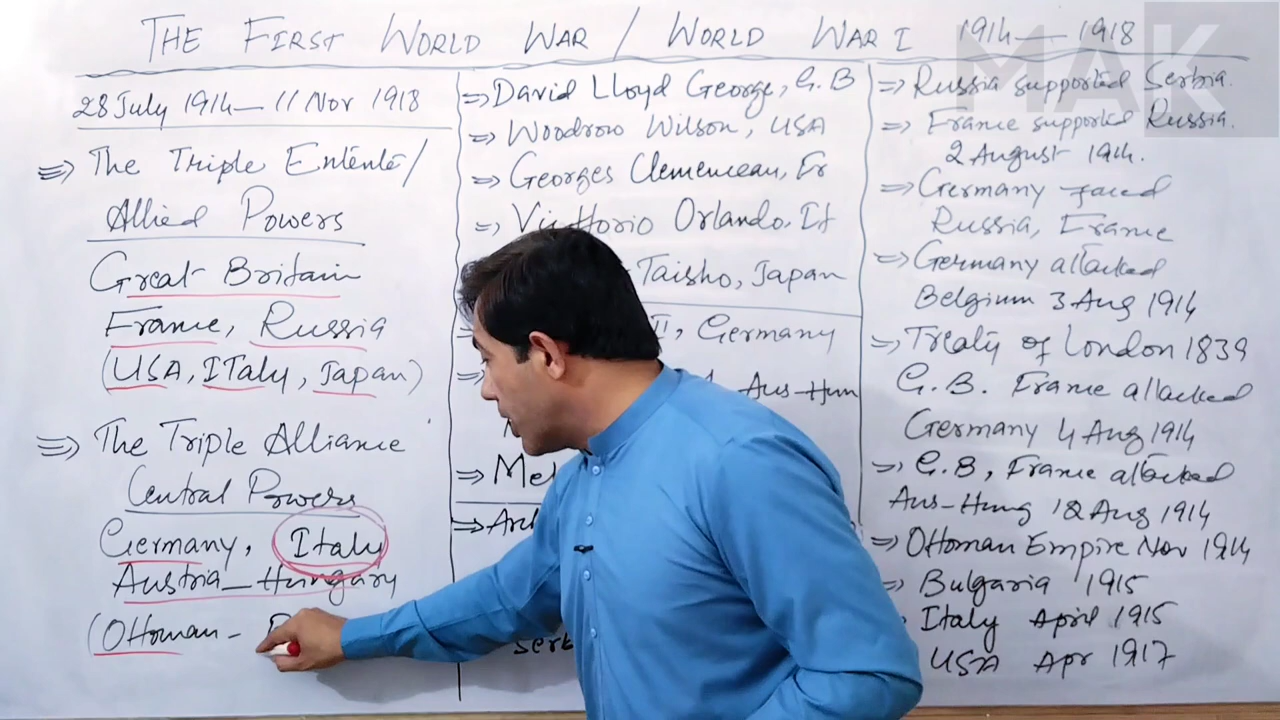 THE FIRST WORLD WAR / WORLD WAR I 1914 — 1918
MAK
28 July 1914 — 11 Nov 1918
⇒ The Triple Entente /
Allied Powers
Great Britain
France, Russia
(USA, ITaly, Japan)
⇒ The Triple Alliance
Central Powers
Germany, Italy
Austria – Hungary
(Ottoman –
⇒ David Lloyd George, G.B
⇒ Woodrow Wilson, USA
⇒ Georges Clemenceau, Fr
⇒ Vitthorio Orlando, It
Taisho, Japan
II, Germany
Aus–Hun
⇒
⇒ Russia supported Serbia.
⇒ France supported Russia.
2 August 1914.
⇒ Germany faced
Russia, France
⇒ Germany attacked
Belgium 3 Aug 1914
⇒ Treaty of London 1839
G.B. France attacked
Germany 4 Aug 1914
⇒ G.B, France attacked
Aus–Hung 12 Aug 1914
⇒ Ottoman Empire Nov 1914
⇒ Bulgaria 1915
Italy April 1915
USA Apr 1917